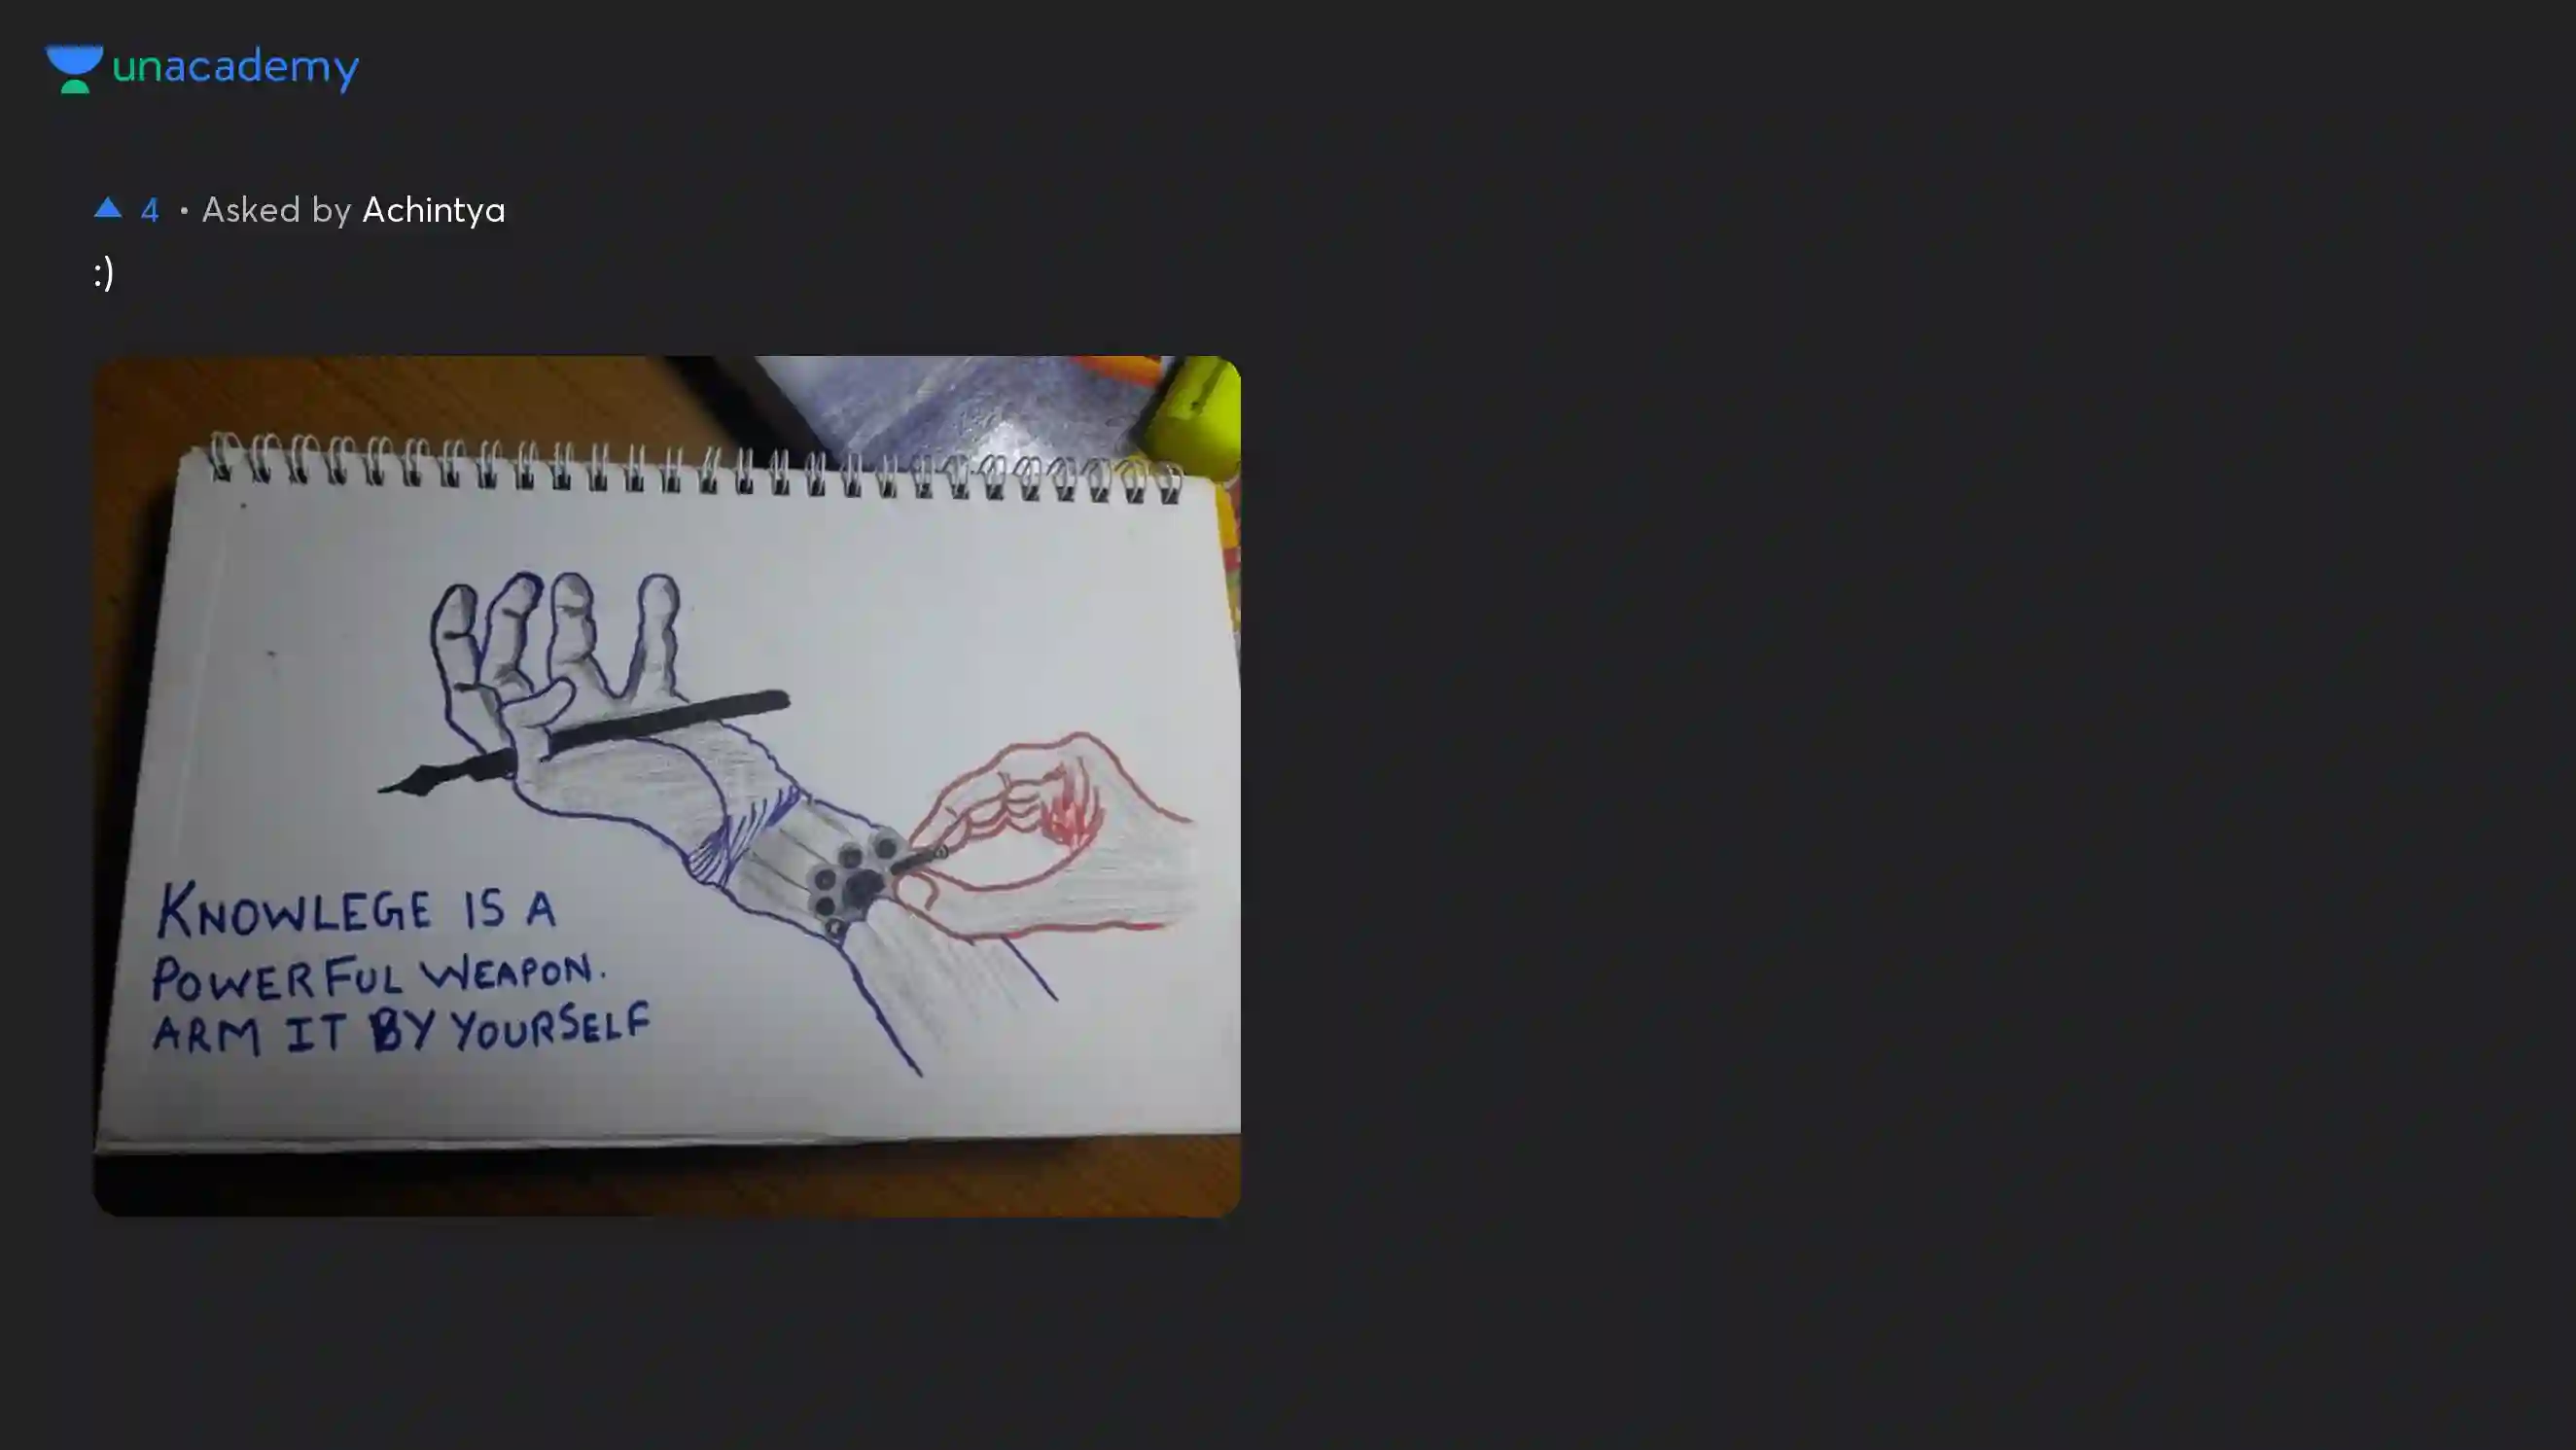 unacademy
4 • Asked by Achintya
:)
KNOWLEGE IS A
POWERFUL WEAPON.
ARM IT BY YOURSELF